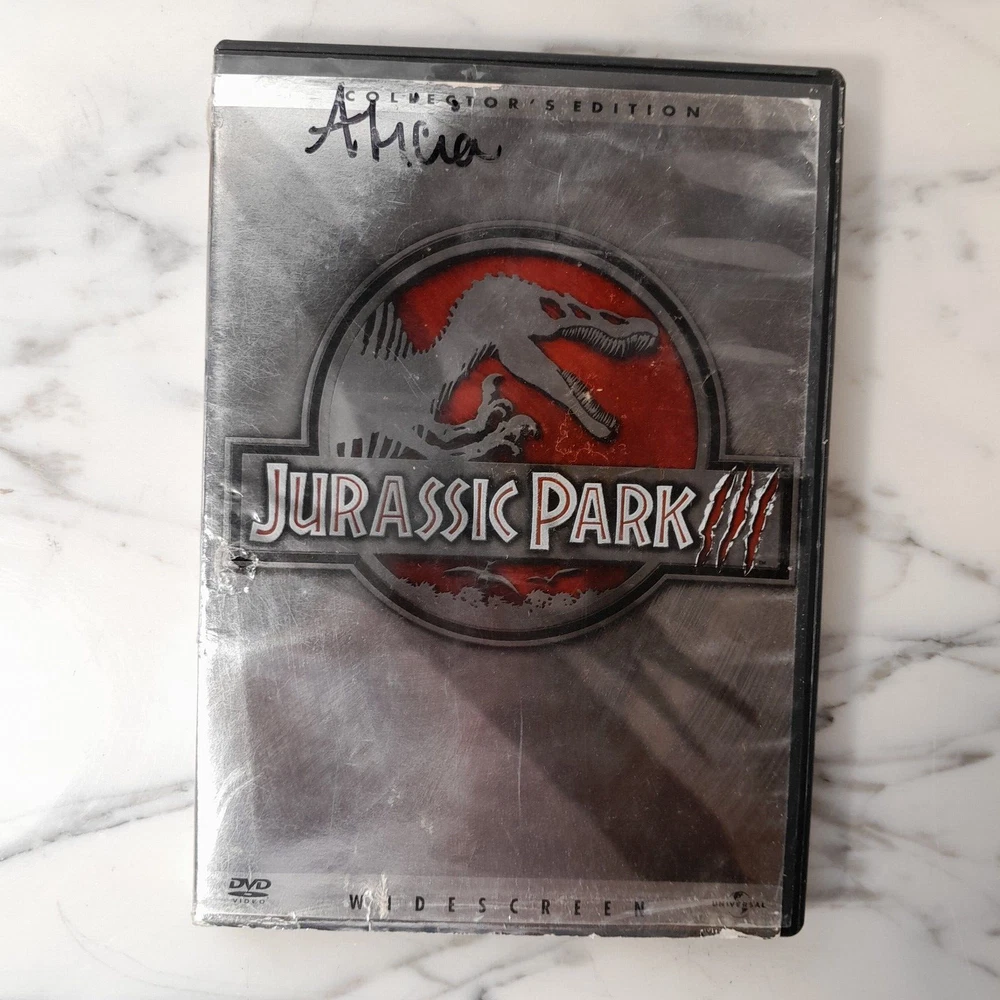 COLLECTOR'S EDITION
Alicia
JURASSIC PARK III
DVD
VIDEO
WIDESCREEN
UNIVERSAL